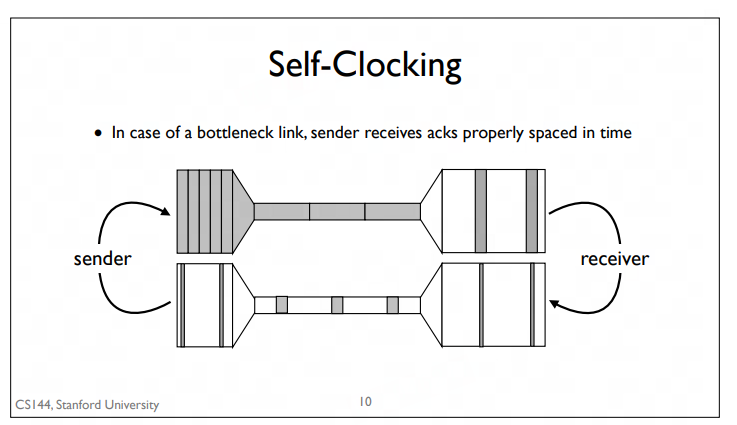 Self-Clocking
• In case of a bottleneck link, sender receives acks properly spaced in time
sender
receiver
CS144, Stanford University
10